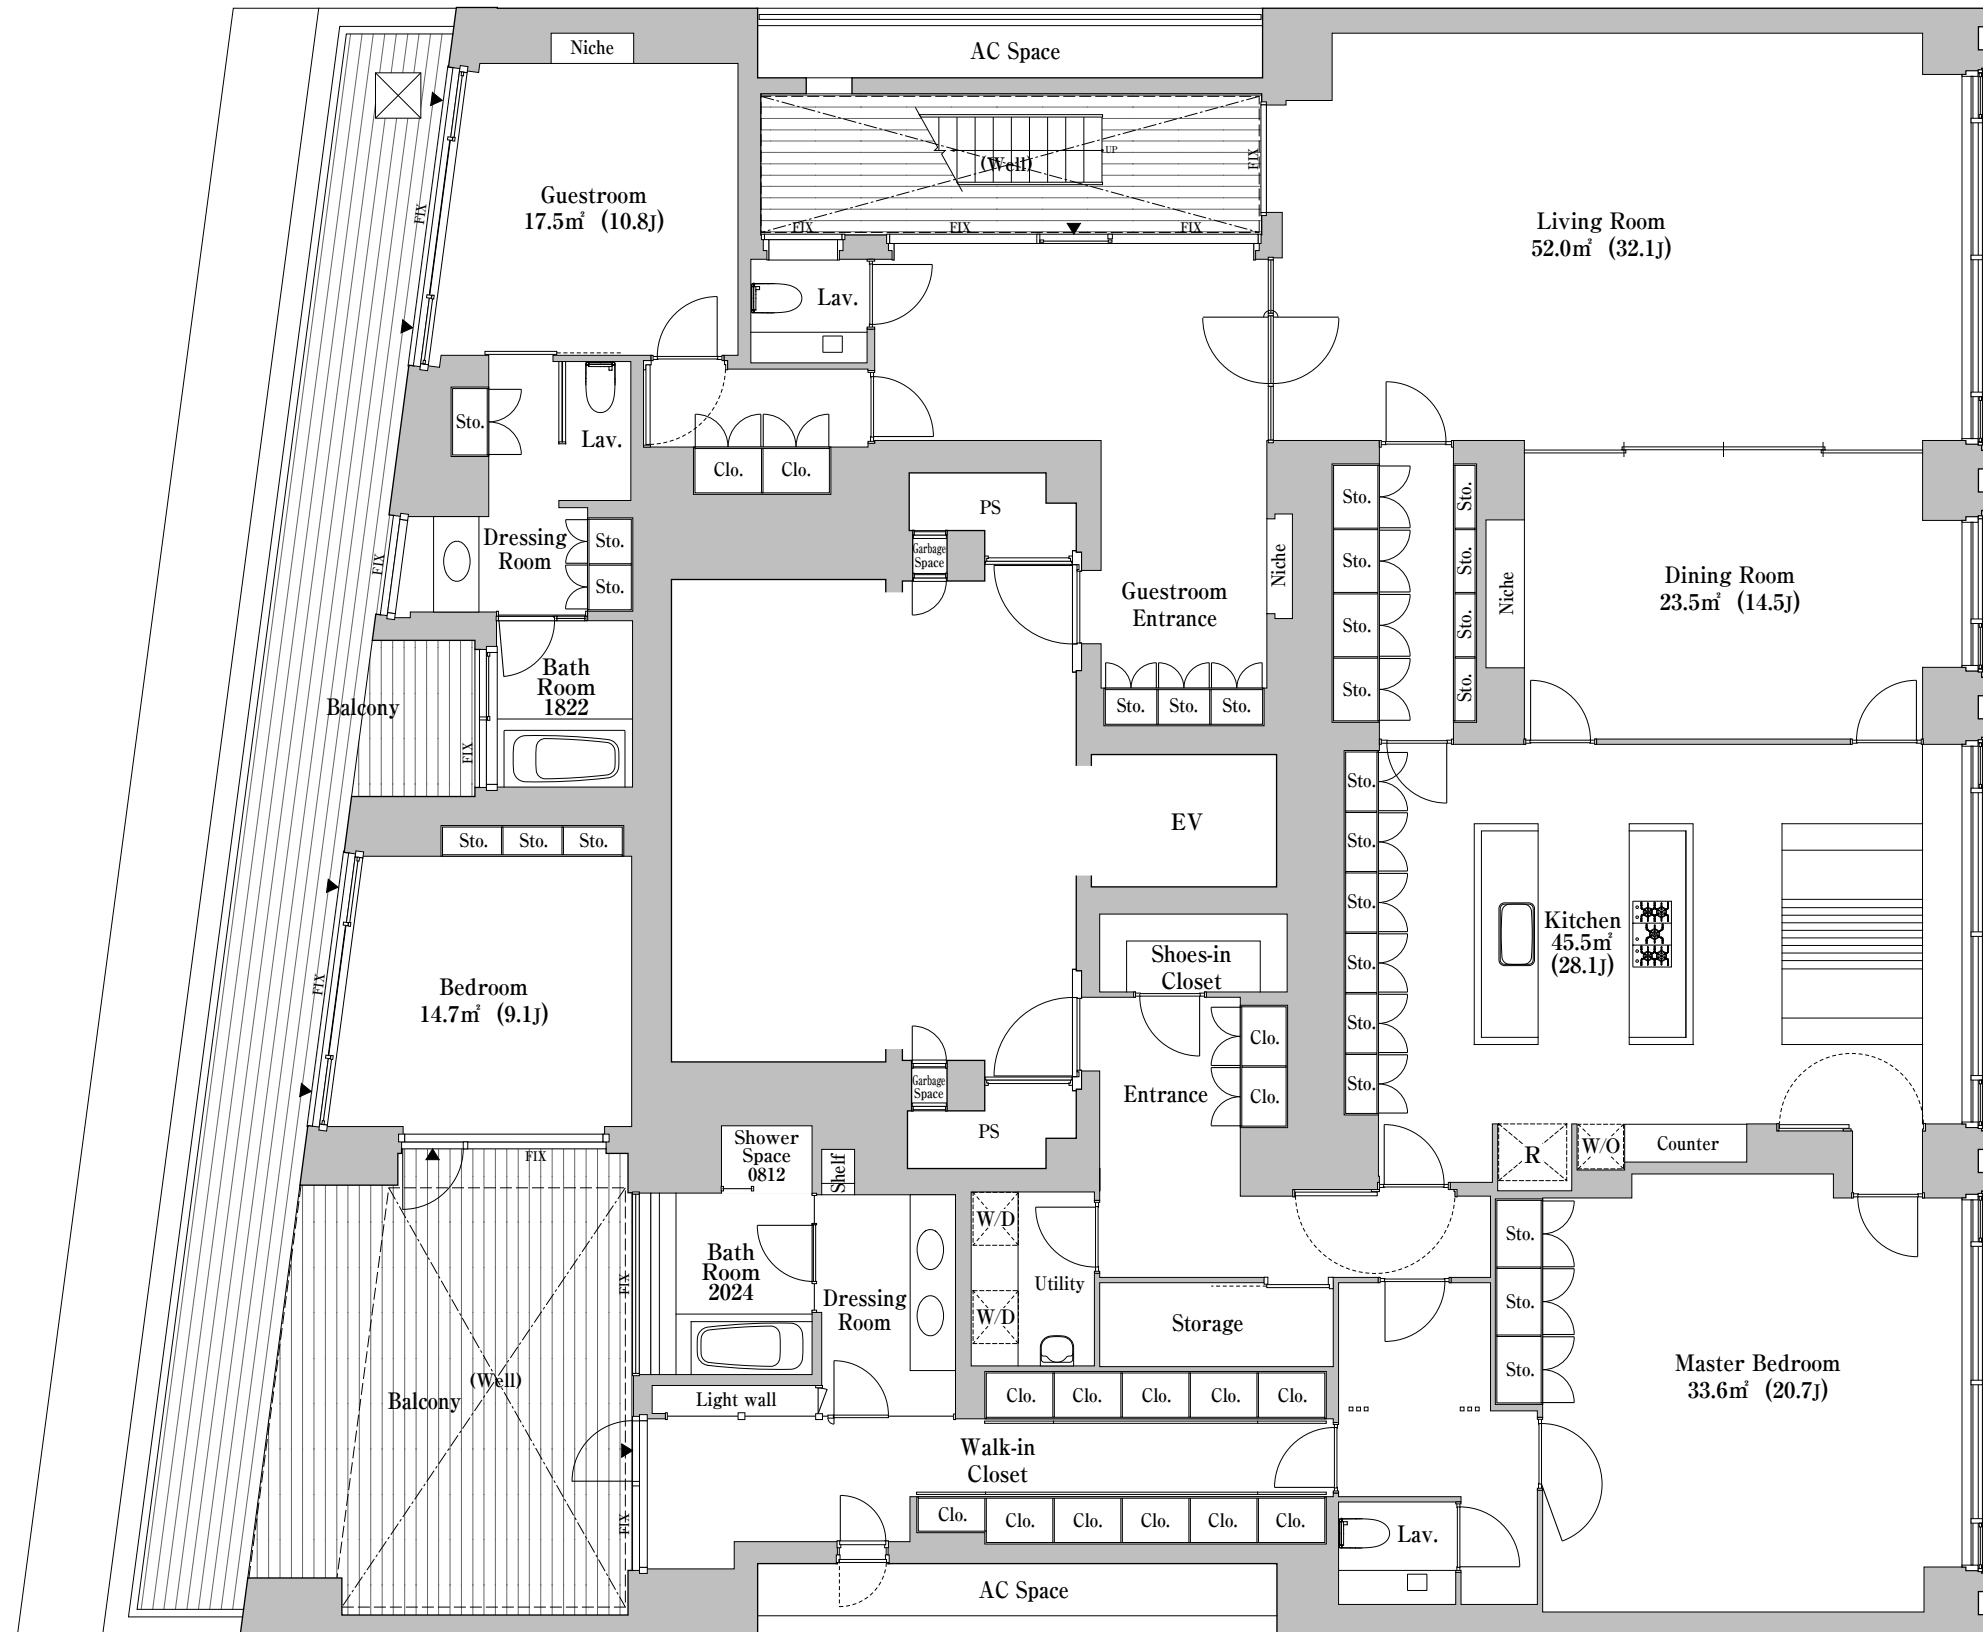 Niche
AC Space
Guestroom
17.5㎡ (10.8J)
FIX
UP
(Well)
FIX
FIX
FIX
FIX
Living Room
52.0㎡ (32.1J)
Lav.
Sto.
Lav.
Clo.
Clo.
PS
Garbage
Space
Sto.
Sto.
Sto.
Sto.
Sto.
Sto.
Sto.
Sto.
Dressing
Room
Sto.
Sto.
FIX
Guestroom
Entrance
Niche
Niche
Dining Room
23.5㎡ (14.5J)
Bath
Room
1822
Balcony
FIX
Sto.
Sto.
Sto.
EV
Sto.
Sto.
Sto.
Sto.
Sto.
Sto.
Sto.
Sto.
Sto.
Kitchen
45.5㎡
(28.1J)
Shoes-in
Closet
Bedroom
14.7㎡ (9.1J)
FIX
Clo.
Clo.
Entrance
Garbage
Space
PS
FIX
Shower
Space
0812
Shelf
R
W/O
Counter
W/D
W/D
Utility
Bath
Room
2024
FIX
Dressing
Room
Storage
Sto.
Sto.
Sto.
Master Bedroom
33.6㎡ (20.7J)
Balcony
(Well)
Light wall
Clo.
Clo.
Clo.
Clo.
Clo.
Walk-in
Closet
FIX
Clo.
Clo.
Clo.
Clo.
Clo.
Clo.
Lav.
AC Space